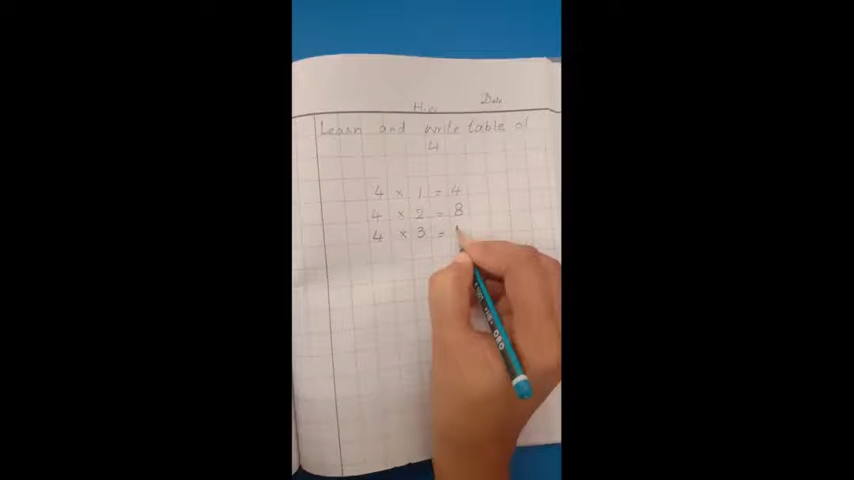 Date
Learn and write table of
4
4 × 1 = 4
4 × 2 = 8
4 × 3 =